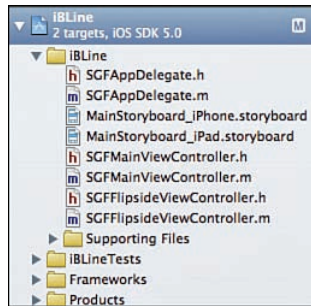 iBLine
2 targets, iOS SDK 5.0
M
iBLine
h SGFAppDelegate.h
m SGFAppDelegate.m
MainStoryboard_iPhone.storyboard
MainStoryboard_iPad.storyboard
h SGFMainViewController.h
m SGFMainViewController.m
h SGFFlipsideViewController.h
m SGFFlipsideViewController.m
Supporting Files
iBLineTests
Frameworks
Products